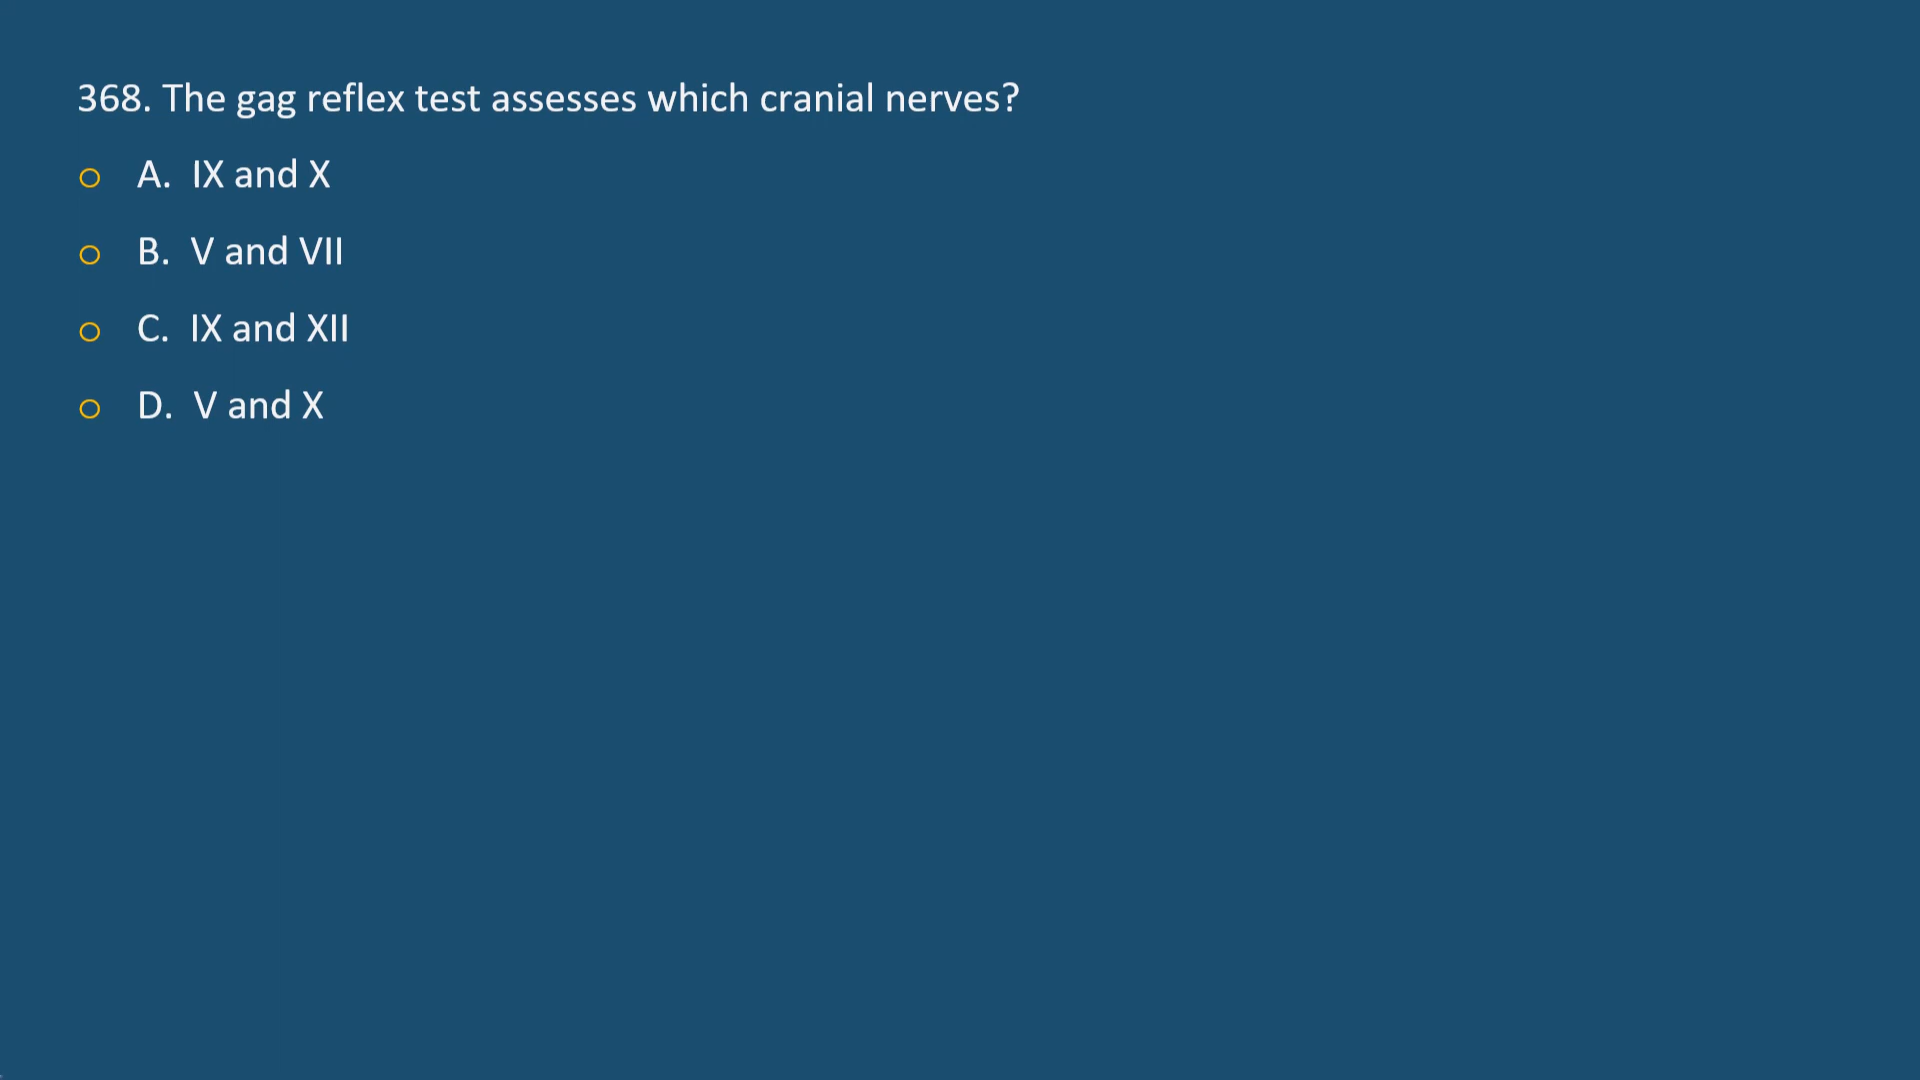 368. The gag reflex test assesses which cranial nerves?
A. IX and X
B. V and VII
C. IX and XII
D. V and X